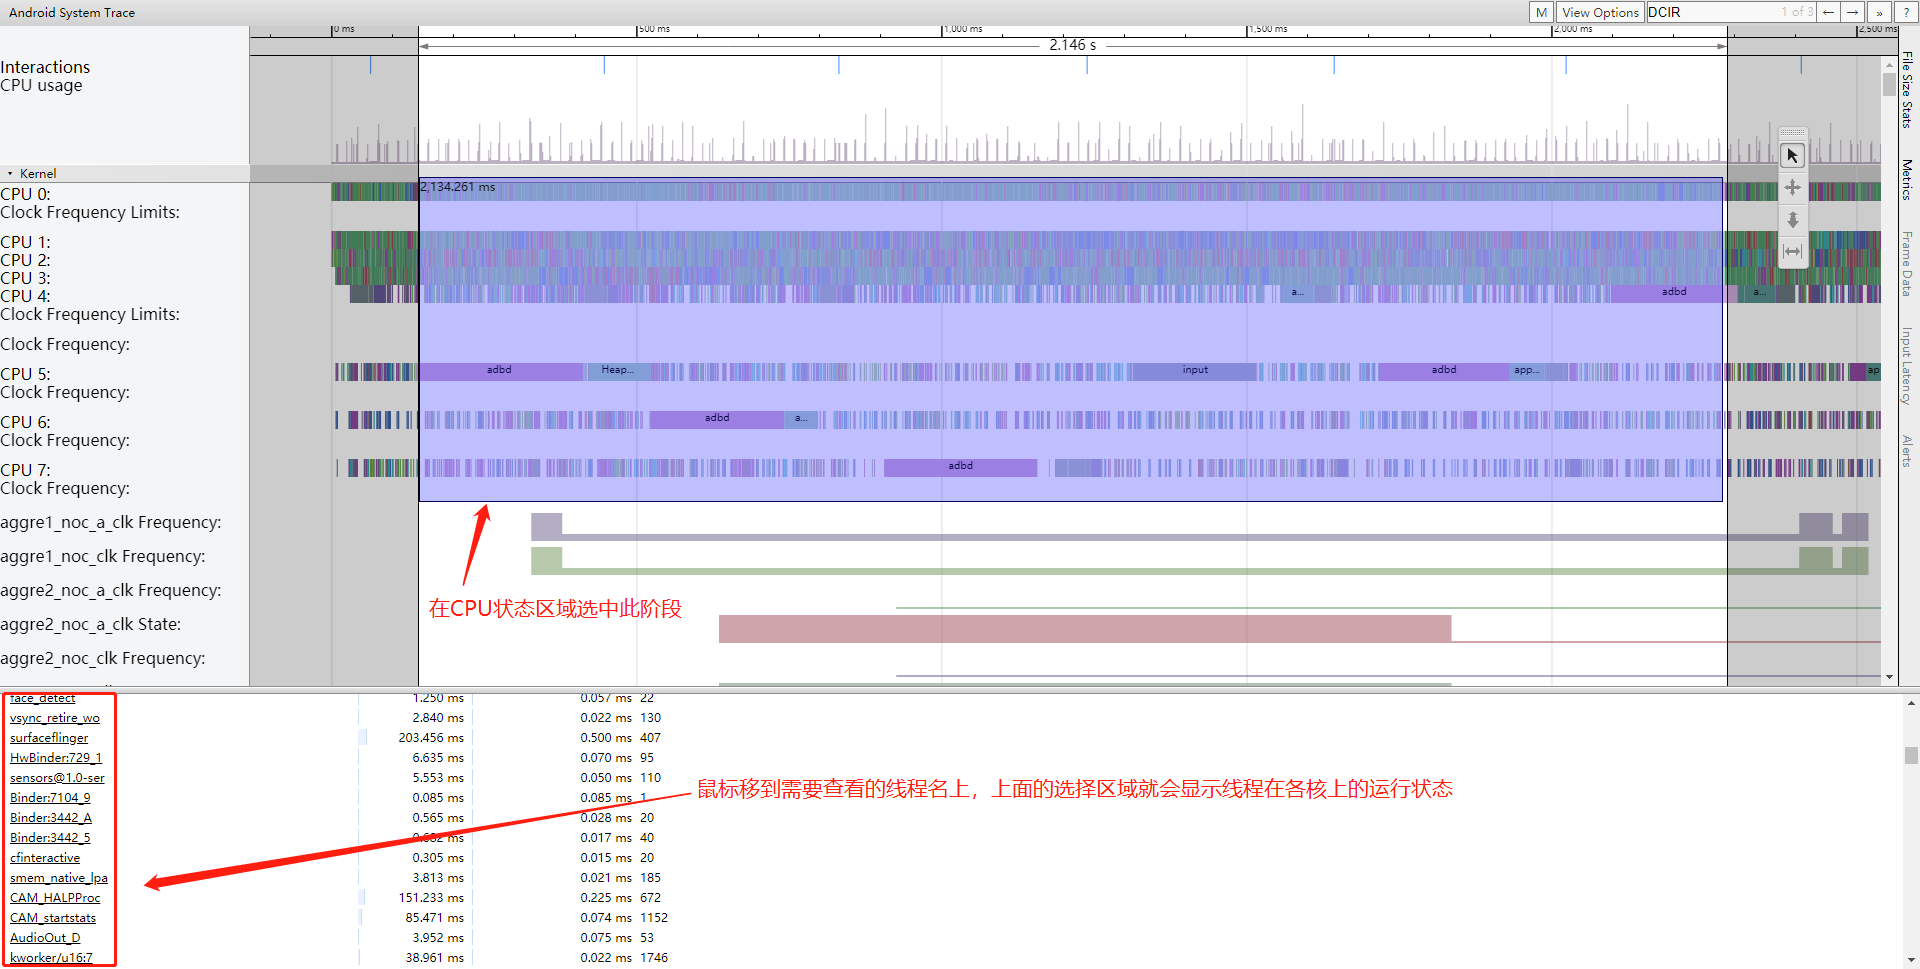 Android System Trace
M View Options DCIR 1 of 3 ← → » ?
0 ms 500 ms 1,000 ms 1,500 ms 2,000 ms 2,500 ms
2.146 s
Interactions
CPU usage
Kernel
2,134.261 ms
CPU 0:
Clock Frequency Limits:
CPU 1:
CPU 2:
CPU 3:
CPU 4: a... adbd a...
Clock Frequency Limits:
Clock Frequency:
CPU 5: adbd Heap... input adbd app... ap
Clock Frequency:
CPU 6: adbd a...
Clock Frequency:
CPU 7: adbd
Clock Frequency:
aggre1_noc_a_clk Frequency:
aggre1_noc_clk Frequency:
aggre2_noc_a_clk Frequency:
aggre2_noc_a_clk State:
aggre2_noc_clk Frequency:
在CPU状态区域选中此阶段
File Size Stats
Metrics
Frame Data
Input Latency
Alerts
face_detect 1.250 ms 0.057 ms 22
vsync_retire_wo 2.840 ms 0.022 ms 130
surfaceflinger 203.456 ms 0.500 ms 407
HwBinder:729_1 6.635 ms 0.070 ms 95
sensors@1.0-ser 5.553 ms 0.050 ms 110
Binder:7104_9 0.085 ms 0.085 ms 1
Binder:3442_A 0.565 ms 0.028 ms 20
Binder:3442_5 ms 0.017 ms 40
cfinteractive 0.305 ms 0.015 ms 20
smem_native_lpa 3.813 ms 0.021 ms 185
CAM_HALPProc 151.233 ms 0.225 ms 672
CAM_startstats 85.471 ms 0.074 ms 1152
AudioOut_D 3.952 ms 0.075 ms 53
kworker/u16:7 38.961 ms 0.022 ms 1746
鼠标移到需要查看的线程名上，上面的选择区域就会显示线程在各核上的运行状态